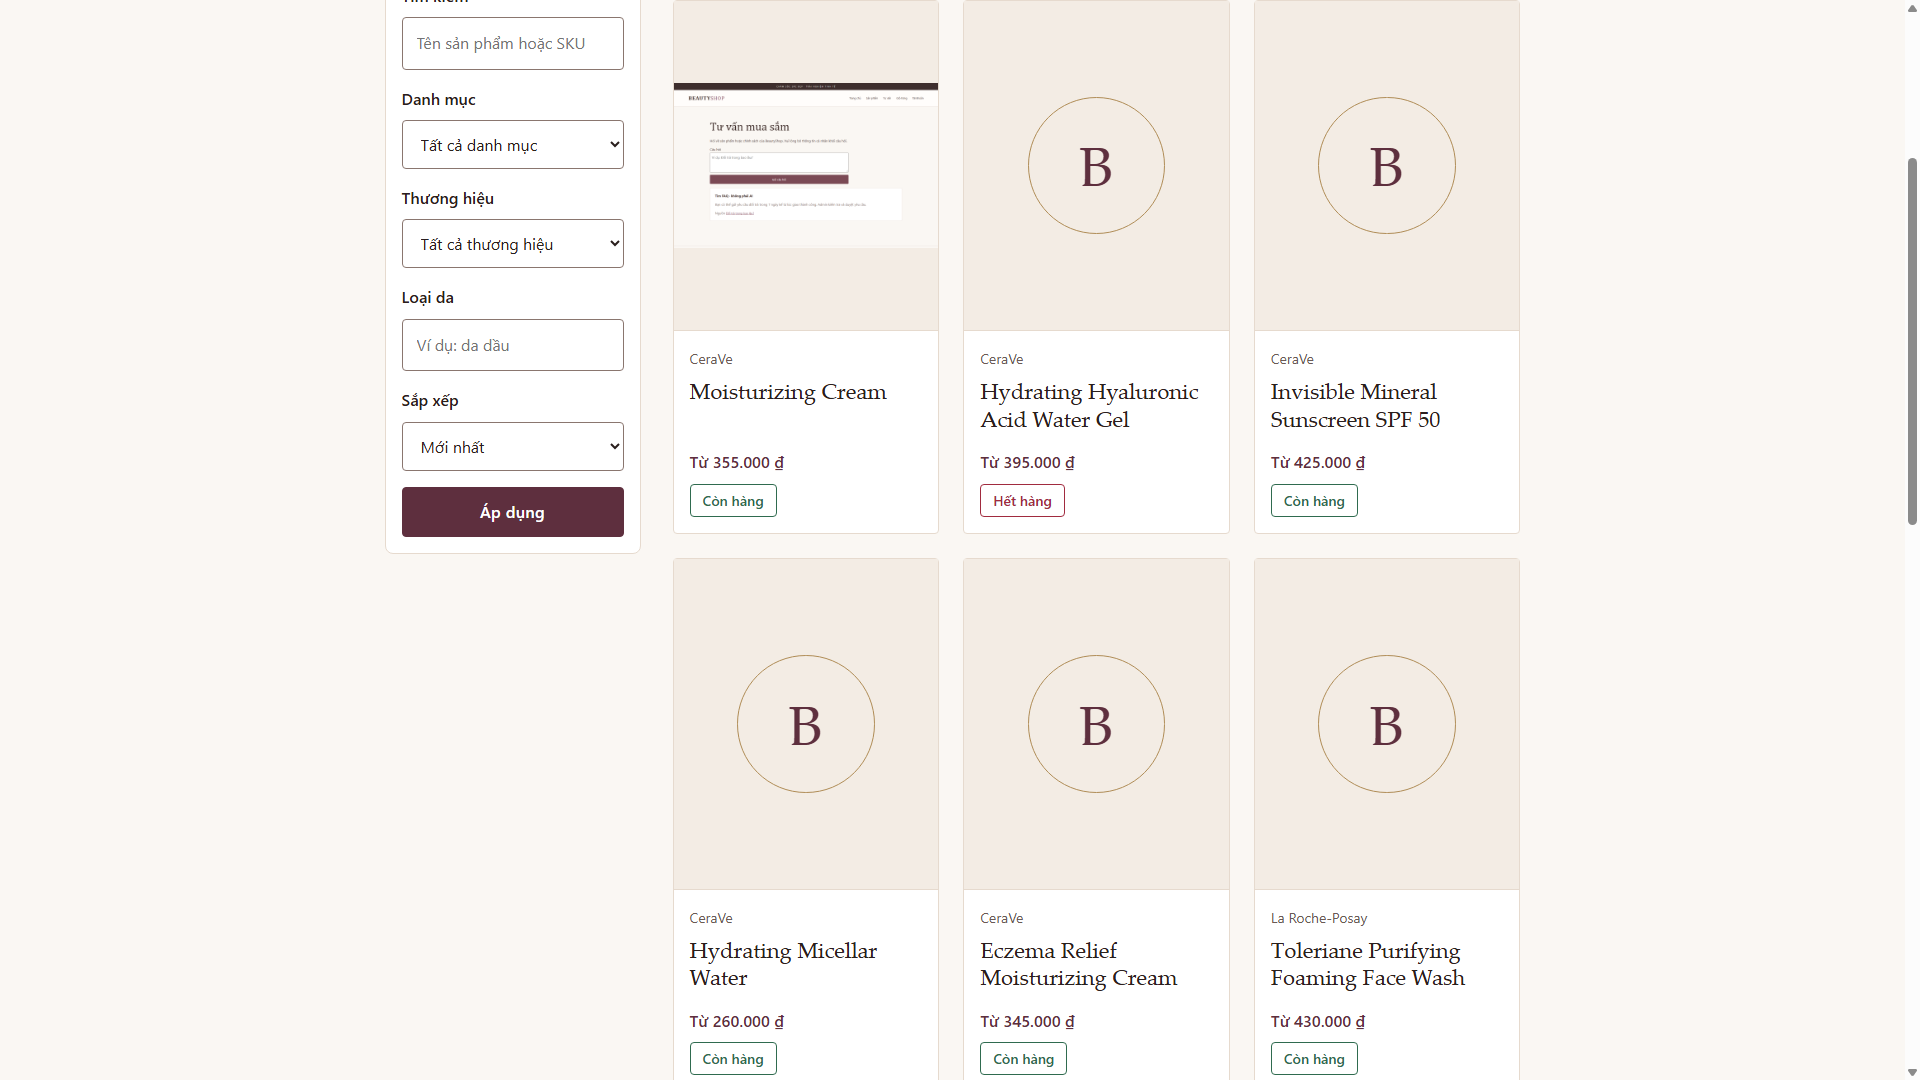 Tên sản phẩm hoặc SKU
Danh mục
Tất cả danh mục
Thương hiệu
Tất cả thương hiệu
Loại da
Ví dụ: da dầu
Sắp xếp
Mới nhất
Áp dụng
BEAUTYSHOP
Tư vấn mua sắm
CeraVe
Moisturizing Cream
Từ 355.000 ₫
Còn hàng
B
CeraVe
Hydrating Hyaluronic
Acid Water Gel
Từ 395.000 ₫
Hết hàng
B
CeraVe
Invisible Mineral
Sunscreen SPF 50
Từ 425.000 ₫
Còn hàng
B
CeraVe
Hydrating Micellar
Water
Từ 260.000 ₫
Còn hàng
B
CeraVe
Eczema Relief
Moisturizing Cream
Từ 345.000 ₫
Còn hàng
B
La Roche-Posay
Toleriane Purifying
Foaming Face Wash
Từ 430.000 ₫
Còn hàng